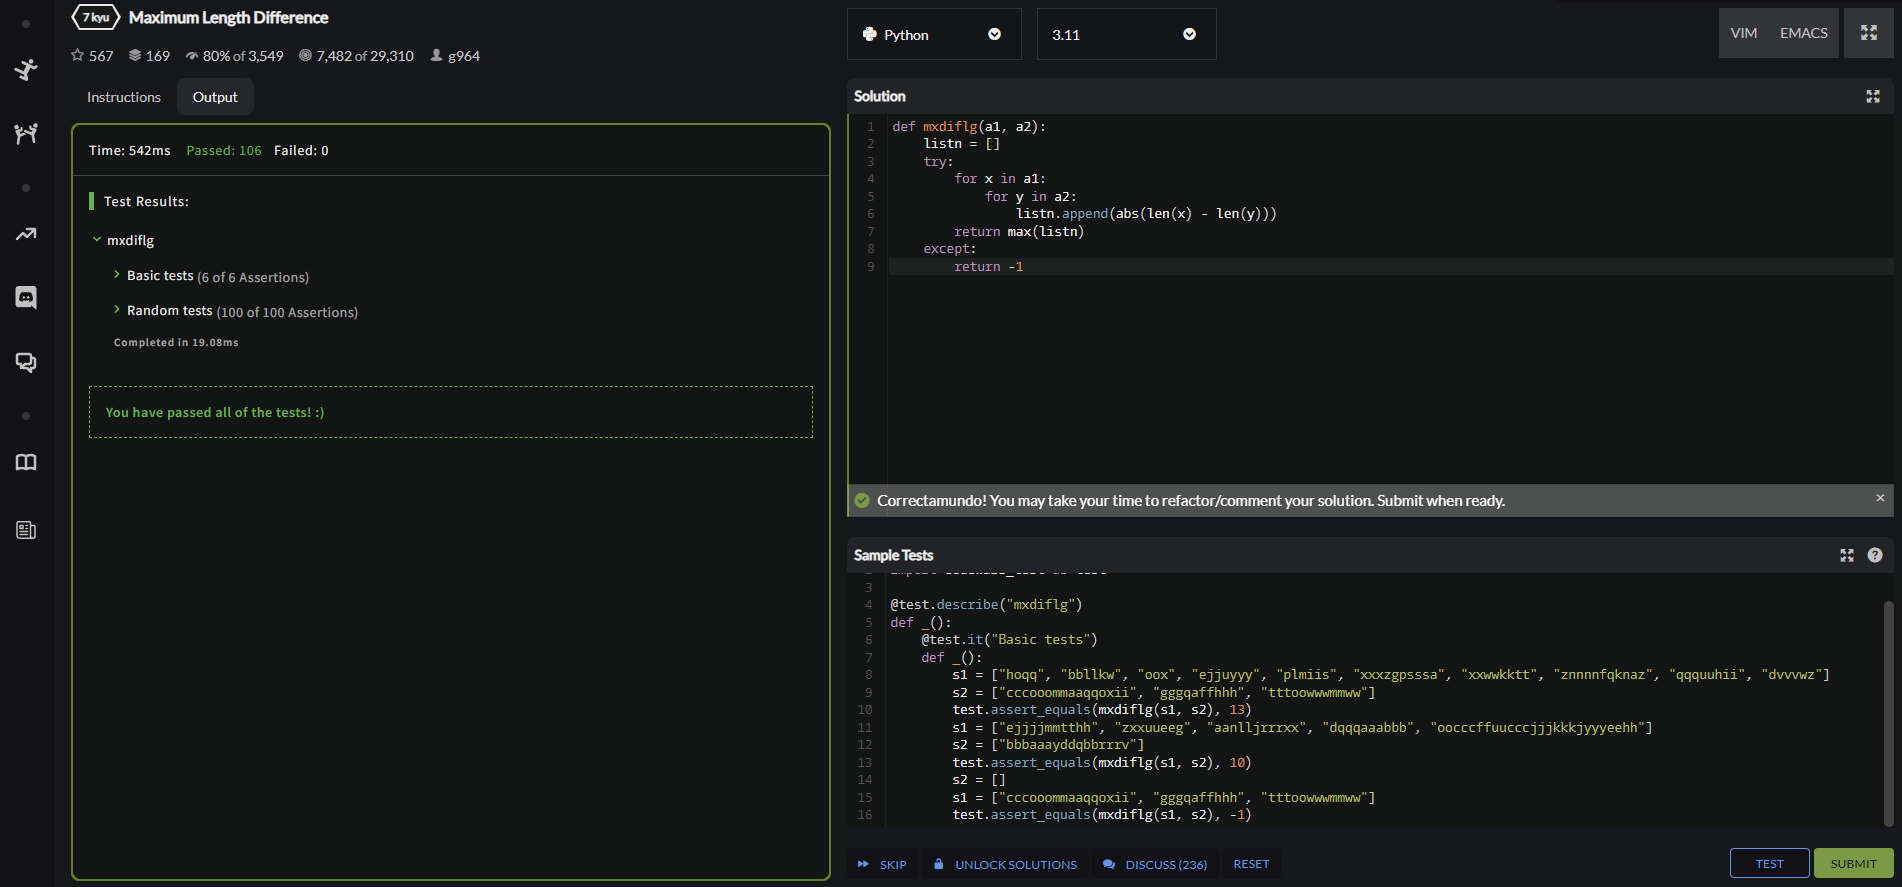 7 kyu Maximum Length Difference
567 169 80% of 3,549 7,482 of 29,310 g964
Instructions Output
Time: 542ms Passed: 106 Failed: 0
Test Results:
mxdiflg
Basic tests (6 of 6 Assertions)
Random tests (100 of 100 Assertions)
Completed in 19.08ms
You have passed all of the tests! :)
Python 3.11 VIM EMACS
Solution
1 def mxdiflg(a1, a2):
2     listn = []
3     try:
4         for x in a1:
5             for y in a2:
6                 listn.append(abs(len(x) - len(y)))
7         return max(listn)
8     except:
9         return -1
Correctamundo! You may take your time to refactor/comment your solution. Submit when ready.
Sample Tests
3
4 @test.describe("mxdiflg")
5 def _():
6     @test.it("Basic tests")
7     def _():
8         s1 = ["hoqq", "bbllkw", "oox", "ejjuyyy", "plmiis", "xxxzgpsssa", "xxwwkktt", "znnnnfqknaz", "qqquuhii", "dvvvwz"]
9         s2 = ["cccooommaaqqoxii", "gggqaffhhh", "tttoowwwmmww"]
10         test.assert_equals(mxdiflg(s1, s2), 13)
11         s1 = ["ejjjjmmtthh", "zxxuueeg", "aanlljrrrxx", "dqqqaaabbb", "oocccffuucccjjjkkkjyyyeehh"]
12         s2 = ["bbbaaayddqbbrrrv"]
13         test.assert_equals(mxdiflg(s1, s2), 10)
14         s2 = []
15         s1 = ["cccooommaaqqoxii", "gggqaffhhh", "tttoowwwmmww"]
16         test.assert_equals(mxdiflg(s1, s2), -1)
SKIP UNLOCK SOLUTIONS DISCUSS (236) RESET TEST SUBMIT